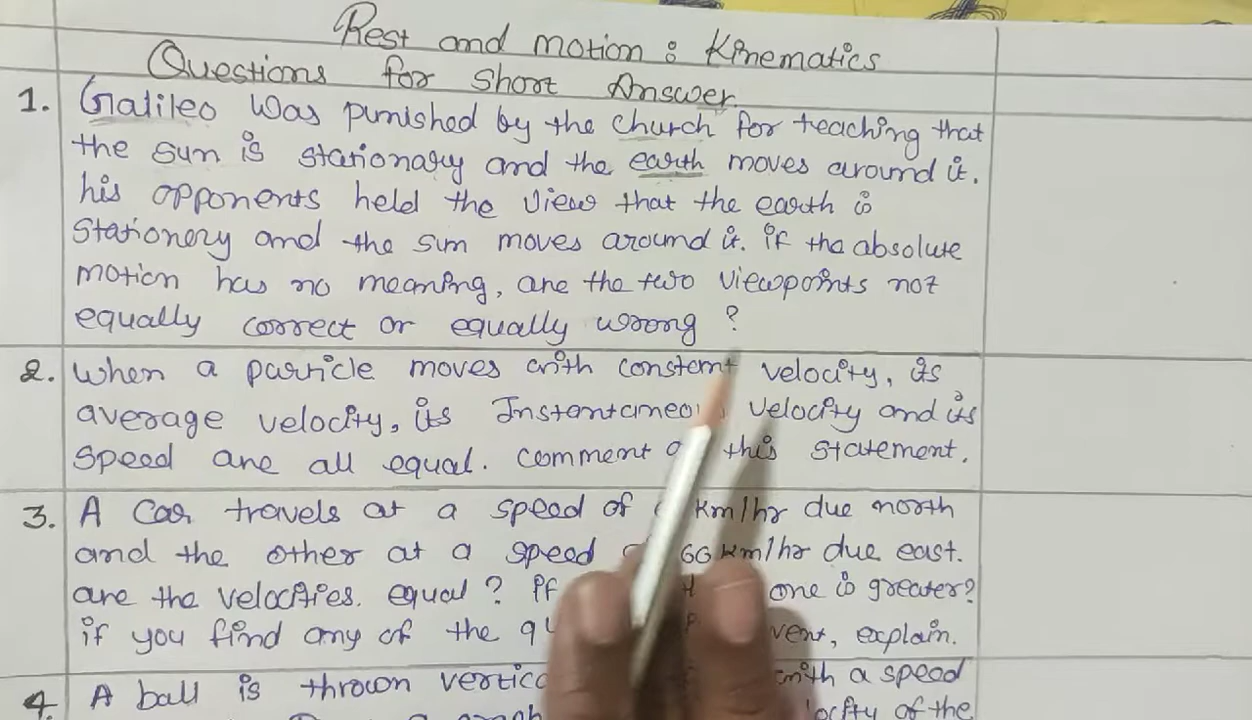 Rest and motion : Kinematics
Questions for Short Answer.
1. Galileo was punished by the church for teaching that
the sun is stationary and the earth moves around it.
his opponents held the view that the earth is
stationery and the sun moves around it. if the absolute
motion has no meaning, are the two viewpoints not
equally correct or equally wrong ?
2. When a particle moves with constant velocity, its
average velocity, its Instantaneou velocity and its
Speed are all equal. comment this statement.
3. A Car travels at a speed of km/hr due north
and the other at a speed 60 km/hr due east.
are the velocities. equal ? if one is greater?
if you find any of the explain.
4. A ball is thrown with a speed
of the